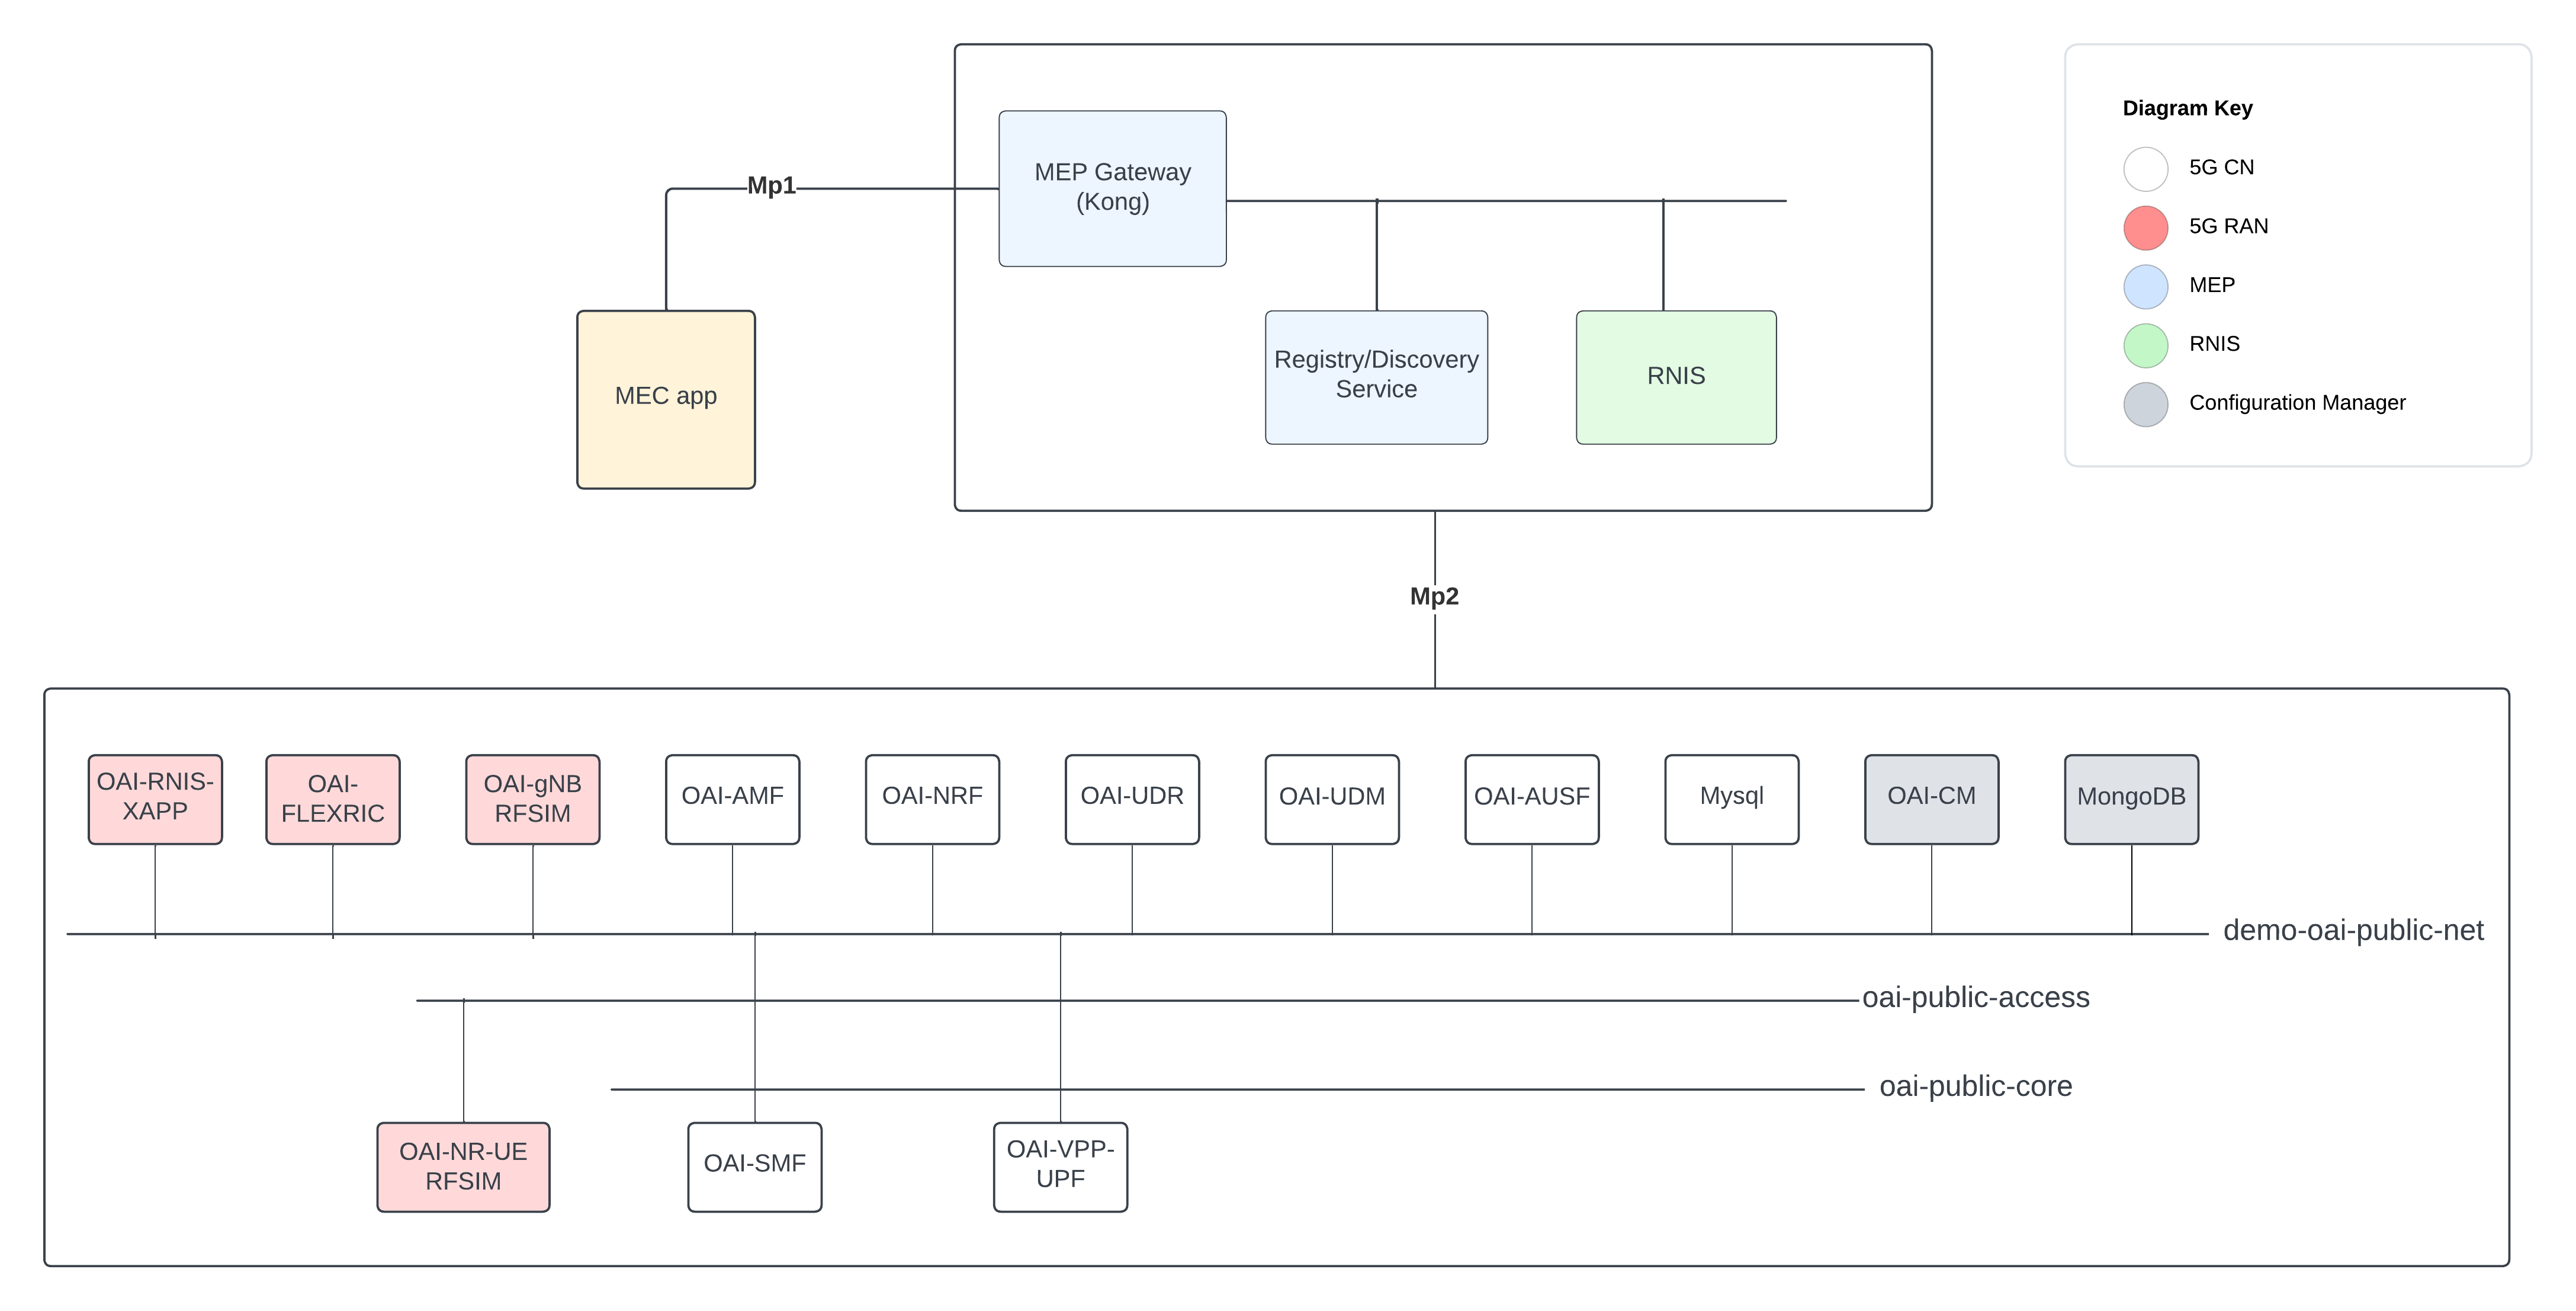 Diagram Key
5G CN
5G RAN
MEP
RNIS
Configuration Manager
MEP Gateway
(Kong)
Mp1
MEC app
Registry/Discovery
Service
RNIS
Mp2
OAI-RNIS-
XAPP
OAI-
FLEXRIC
OAI-gNB
RFSIM
OAI-AMF
OAI-NRF
OAI-UDR
OAI-UDM
OAI-AUSF
Mysql
OAI-CM
MongoDB
demo-oai-public-net
oai-public-access
oai-public-core
OAI-NR-UE
RFSIM
OAI-SMF
OAI-VPP-
UPF